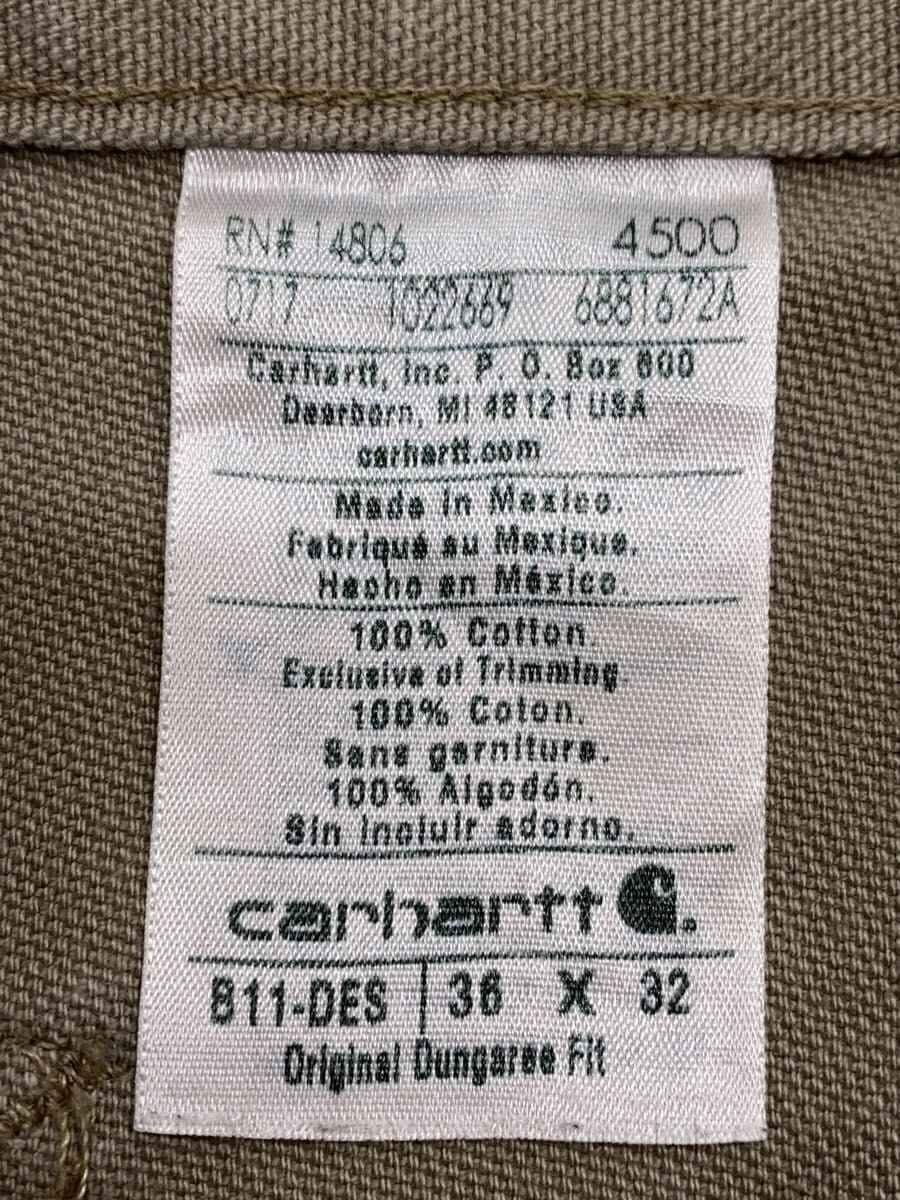 RN# 14806 4500
0717 1022669 6881672A
Carhartt, Inc. P. O. Box 600
Dearborn, MI 48121 USA
carhartt.com
Made in Mexico.
Fabriqué au Mexique.
Hecho en México.
100% Cotton.
Exclusive of Trimming
100% Coton.
Sans garniture.
100% Algodón.
Sin incluir adorno.
carhartt
B11-DES 36 X 32
Original Dungaree Fit